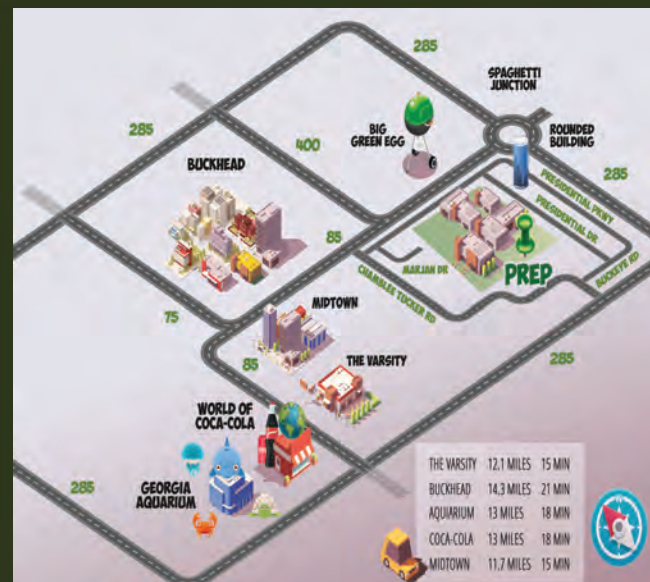 285
SPAGHETTI
JUNCTION
285
400
BIG
GREEN EGG
ROUNDED
BUILDING
BUCKHEAD
285
PRESIDENTIAL PKWY
PRESIDENTIAL DR
85
MARJAN DR
PREP
BUCKEYE RD
CHAMBLEE TUCKER RD
MIDTOWN
75
85
THE VARSITY
285
WORLD OF
COCA-COLA
GEORGIA
AQUARIUM
285
THE VARSITY 12.1 MILES 15 MIN
BUCKHEAD 14.3 MILES 21 MIN
AQUIARIUM 13 MILES 18 MIN
COCA-COLA 13 MILES 18 MIN
MIDTOWN 11.7 MILES 15 MIN